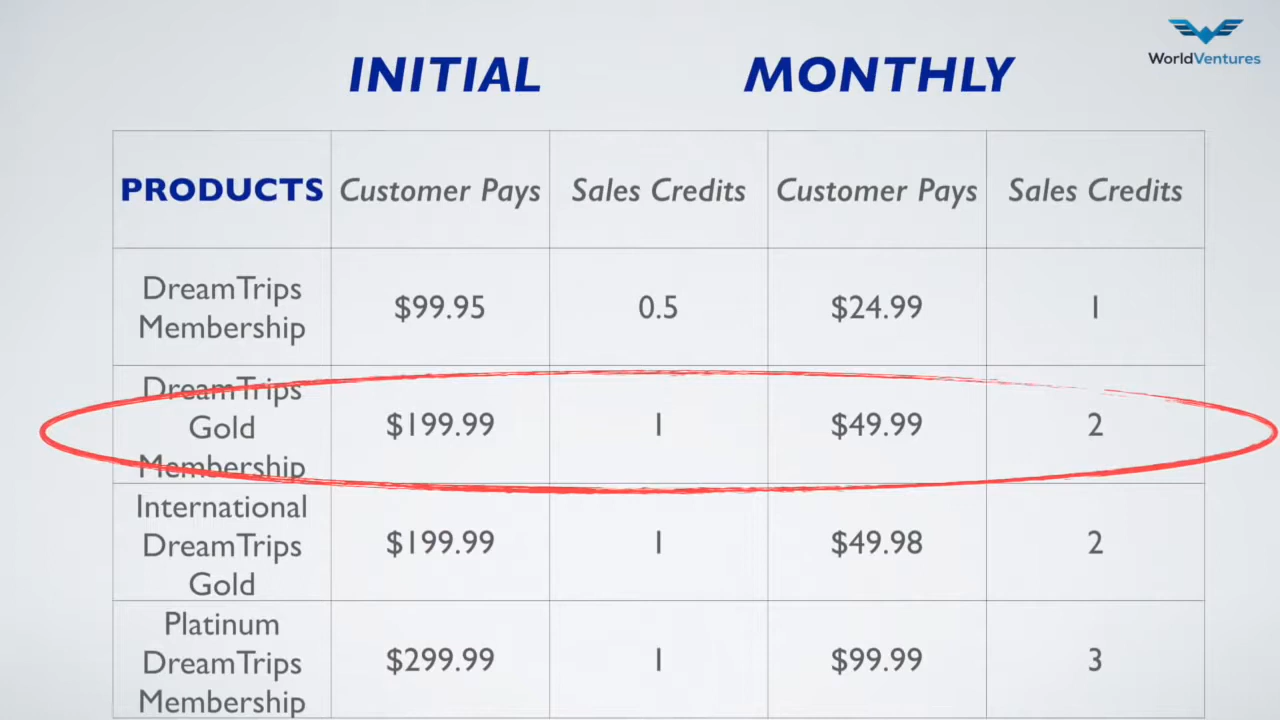 WorldVentures
INITIAL MONTHLY
PRODUCTS Customer Pays Sales Credits Customer Pays Sales Credits
DreamTrips
Membership
$99.95 0.5 $24.99 1
DreamTrips
Gold
Membership
$199.99 1 $49.99 2
International
DreamTrips
Gold
$199.99 1 $49.98 2
Platinum
DreamTrips
Membership
$299.99 1 $99.99 3